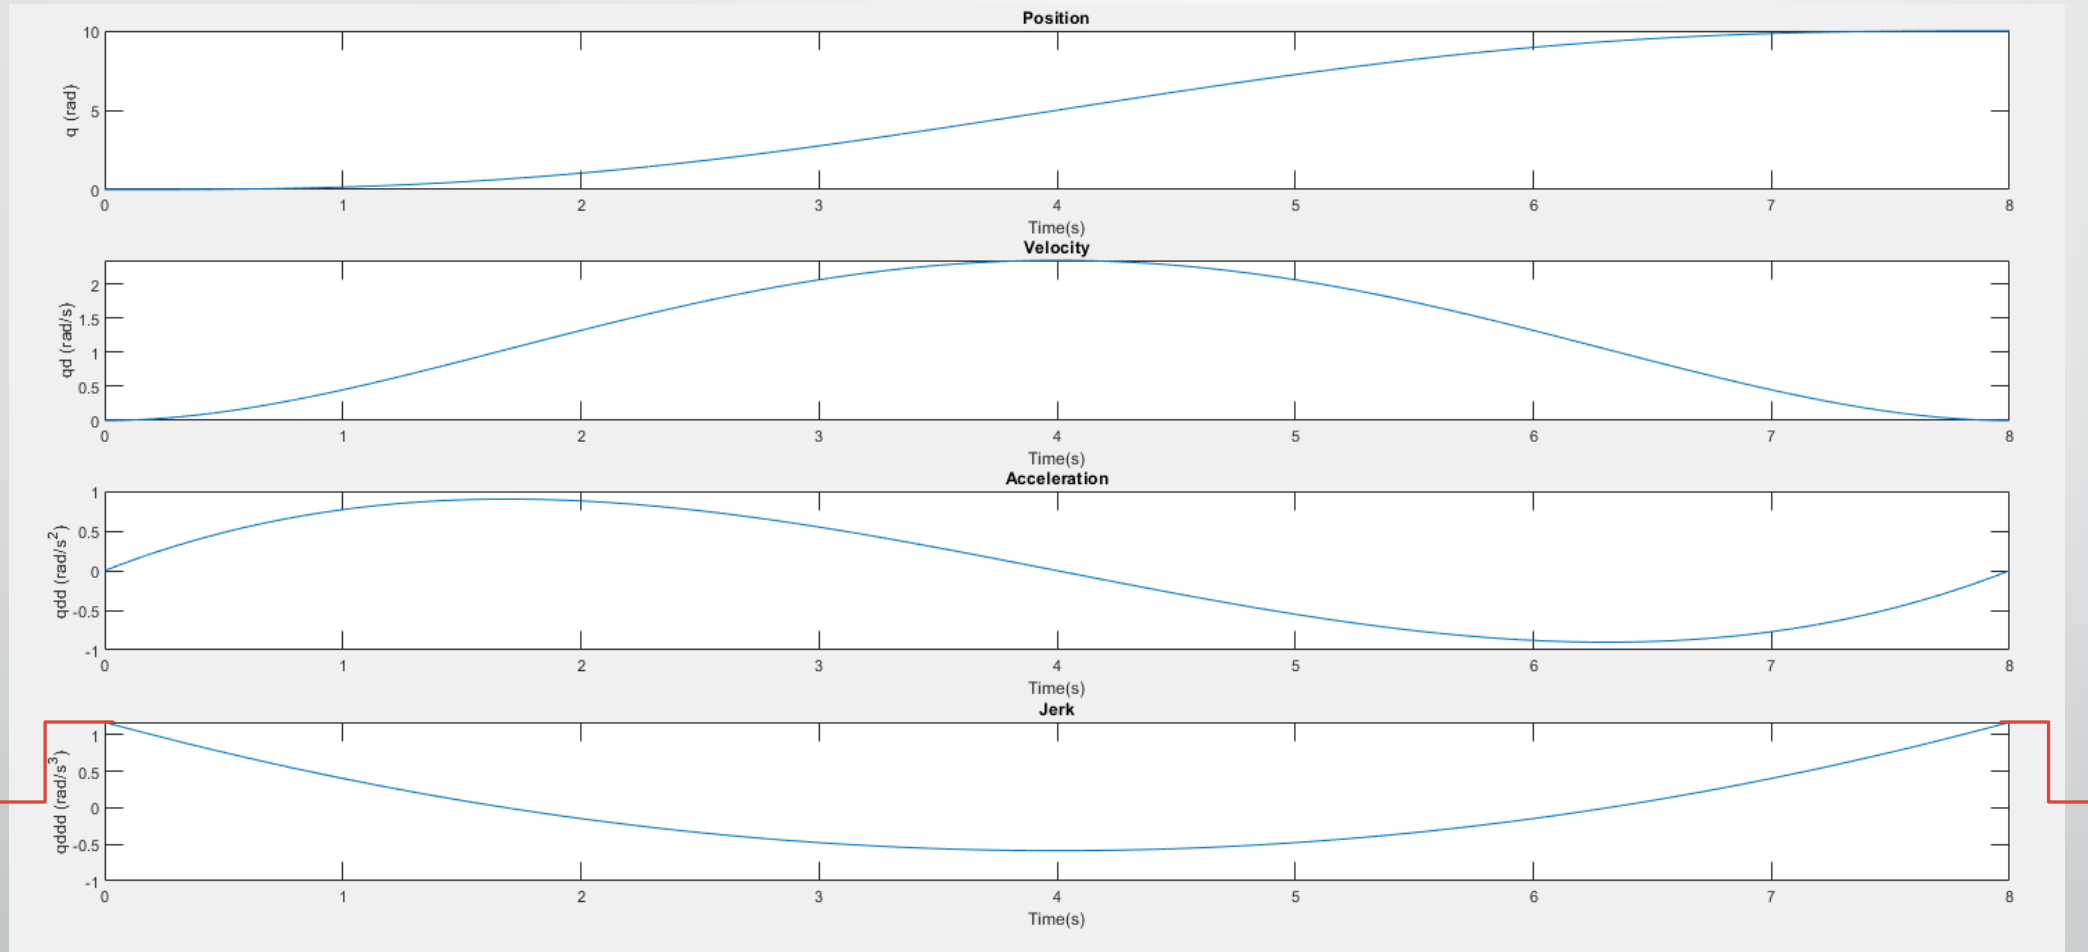 Position
10
5
0
q (rad)
0 1 2 3 4 5 6 7 8
Time(s)
Velocity
2
1.5
1
0.5
0
qd (rad/s)
0 1 2 3 4 5 6 7 8
Time(s)
Acceleration
1
0.5
0
-0.5
-1
qdd (rad/s²)
0 1 2 3 4 5 6 7 8
Time(s)
Jerk
1
0.5
0
-0.5
-1
qddd (rad/s³)
0 1 2 3 4 5 6 7 8
Time(s)